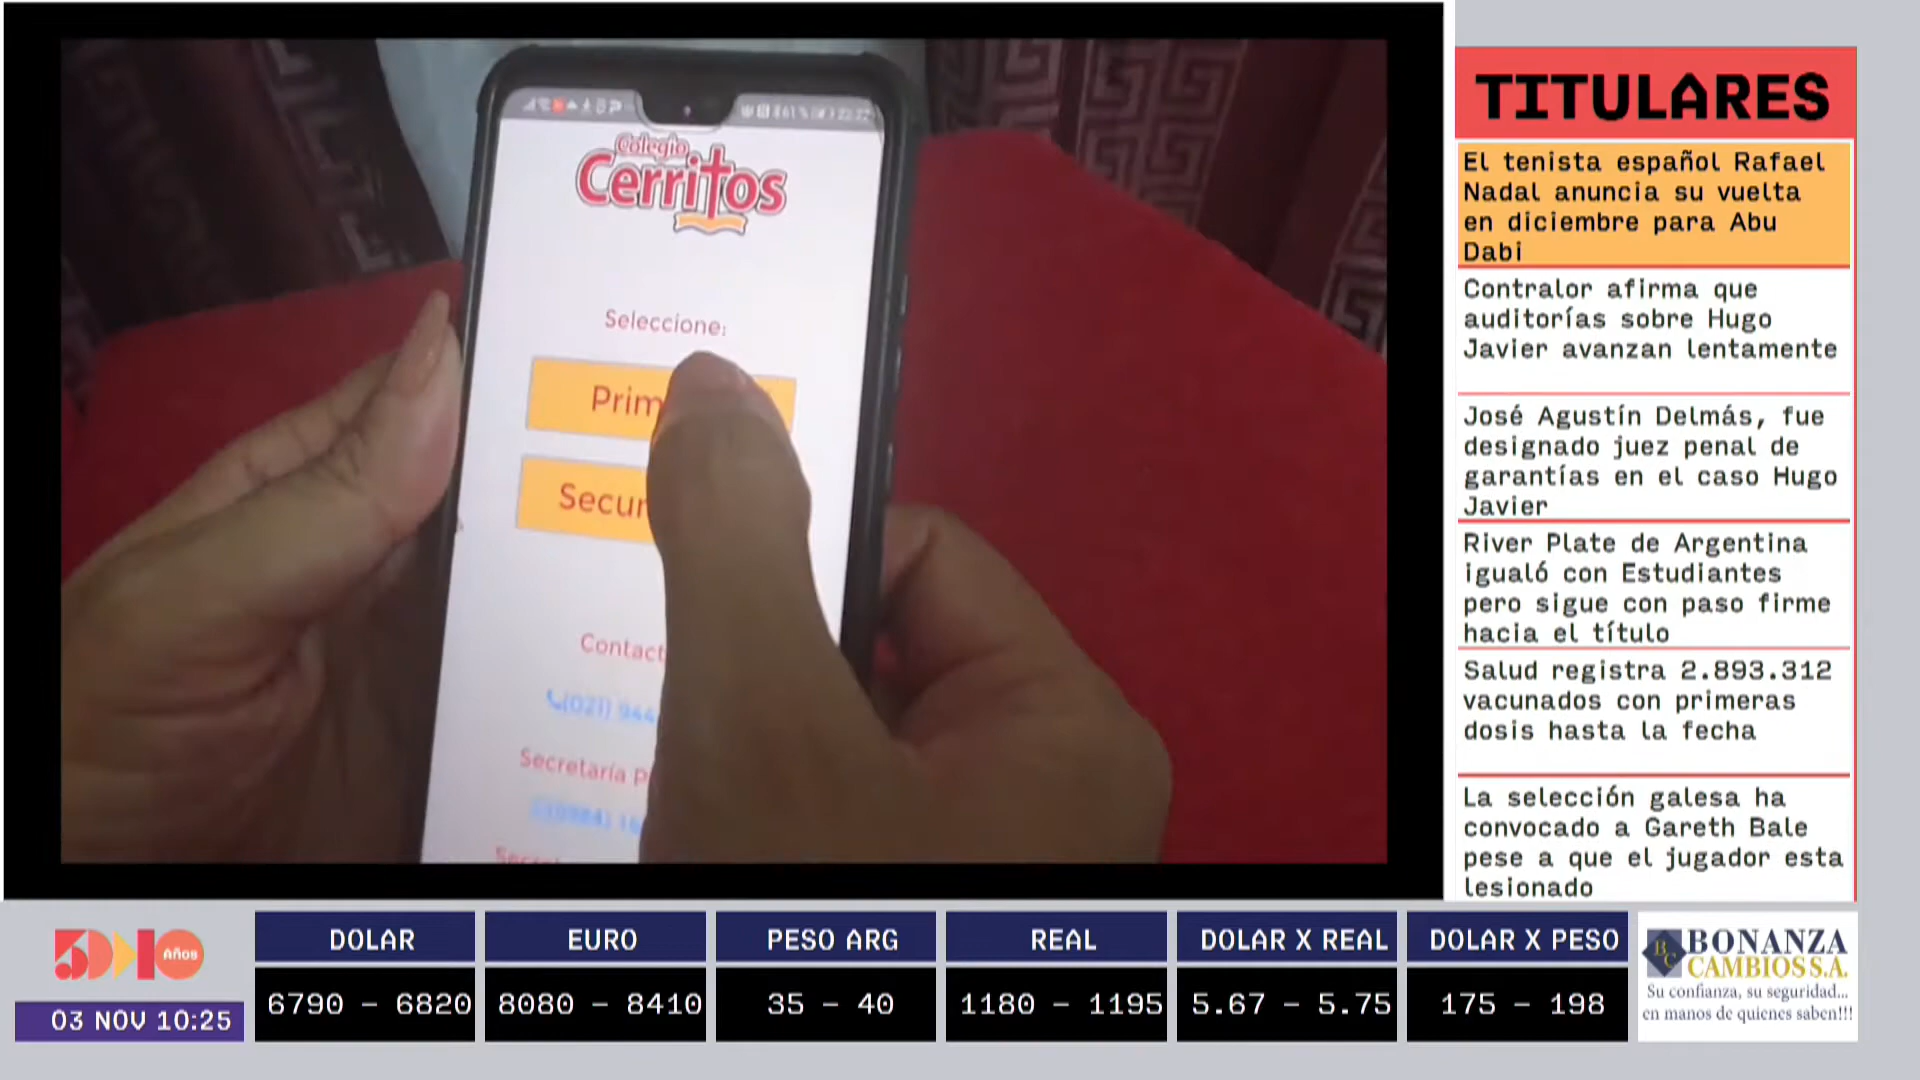 Colegio
Cerritos
Seleccione:
Prim
Secun
Contact
(021) 944
Secretaría P
TITULARES
El tenista español Rafael
Nadal anuncia su vuelta
en diciembre para Abu
Dabi
Contralor afirma que
auditorías sobre Hugo
Javier avanzan lentamente
José Agustín Delmás, fue
designado juez penal de
garantías en el caso Hugo
Javier
River Plate de Argentina
igualó con Estudiantes
pero sigue con paso firme
hacia el título
Salud registra 2.893.312
vacunados con primeras
dosis hasta la fecha
La selección galesa ha
convocado a Gareth Bale
pese a que el jugador esta
lesionado
Años
03 NOV 10:25
DOLAR
6790 - 6820
EURO
8080 - 8410
PESO ARG
35 - 40
REAL
1180 - 1195
DOLAR X REAL
5.67 - 5.75
DOLAR X PESO
175 - 198
BC
BONANZA
CAMBIOS S.A.
Su confianza, su seguridad...
en manos de quienes saben!!!